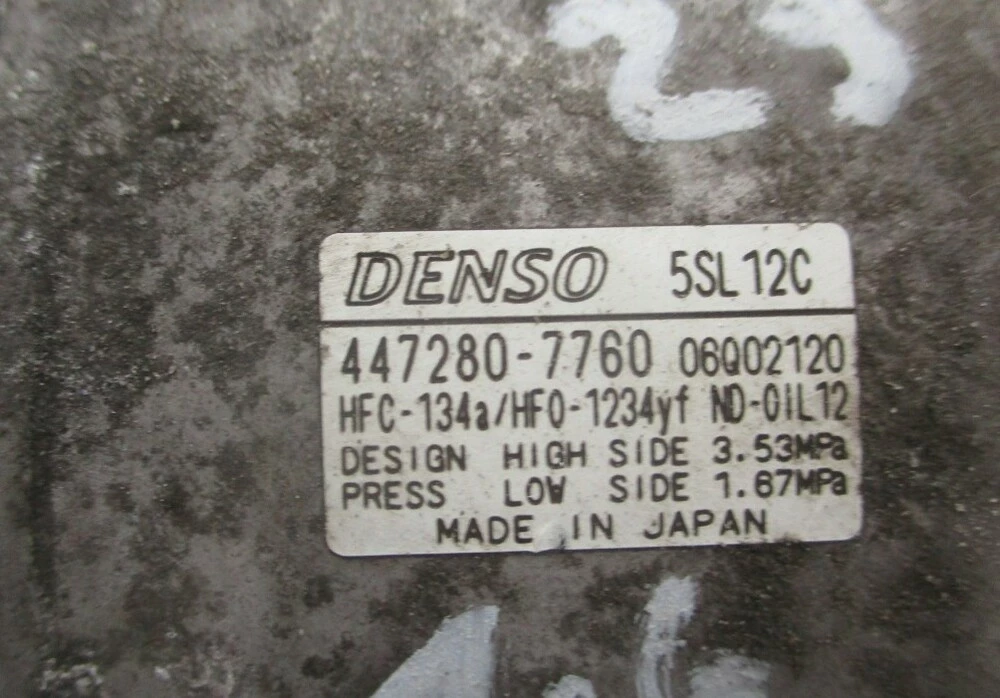 DENSO 5SL12C
447280-7760 06Q02120
HFC-134a/HFO-1234yf ND-OIL12
DESIGN HIGH SIDE 3.53MPa
PRESS LOW SIDE 1.67MPa
MADE IN JAPAN